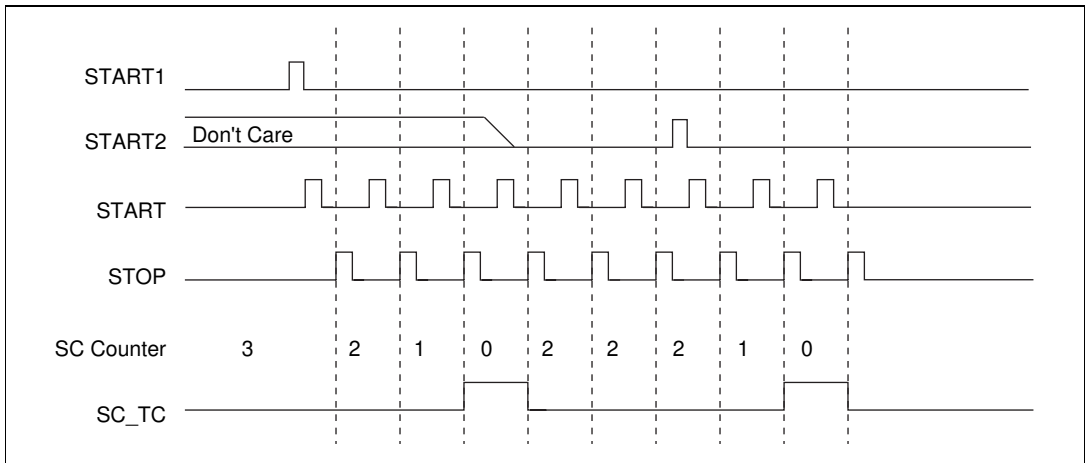 START1
START2 Don't Care
START
STOP
SC Counter 3 2 1 0 2 2 2 1 0
SC_TC